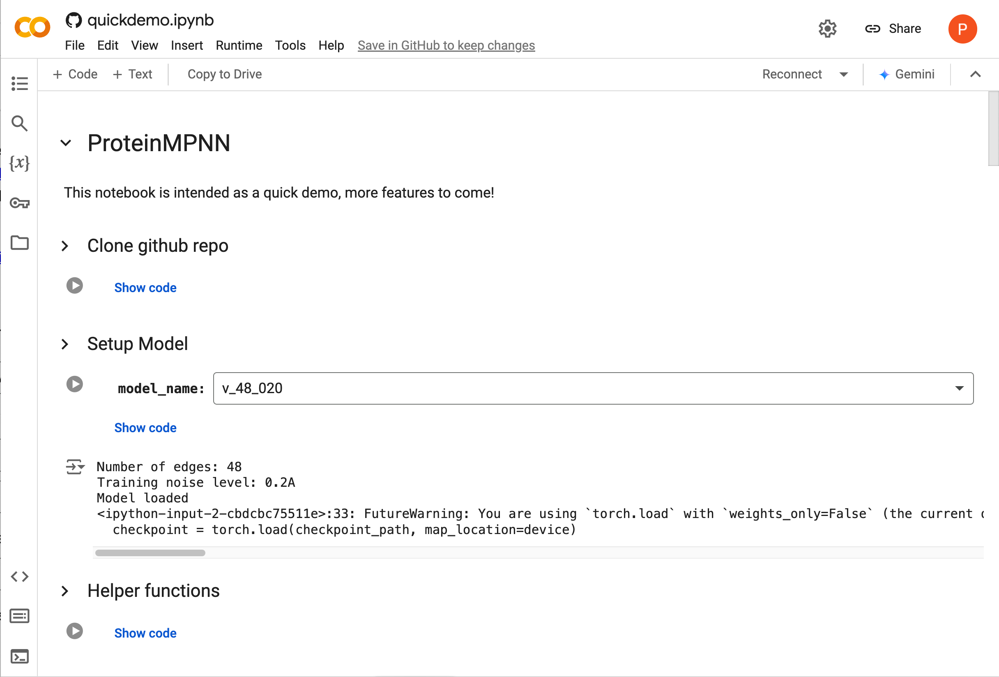 quickdemo.ipynb
File Edit View Insert Runtime Tools Help Save in GitHub to keep changes
Share
P
+ Code + Text Copy to Drive
Reconnect Gemini
ProteinMPNN
This notebook is intended as a quick demo, more features to come!
{x}
Clone github repo
Show code
Setup Model
model_name: v_48_020
Show code
Number of edges: 48
Training noise level: 0.2A
Model loaded
<ipython-input-2-cbdcbc75511e>:33: FutureWarning: You are using `torch.load` with `weights_only=False` (the current
checkpoint = torch.load(checkpoint_path, map_location=device)
Helper functions
Show code